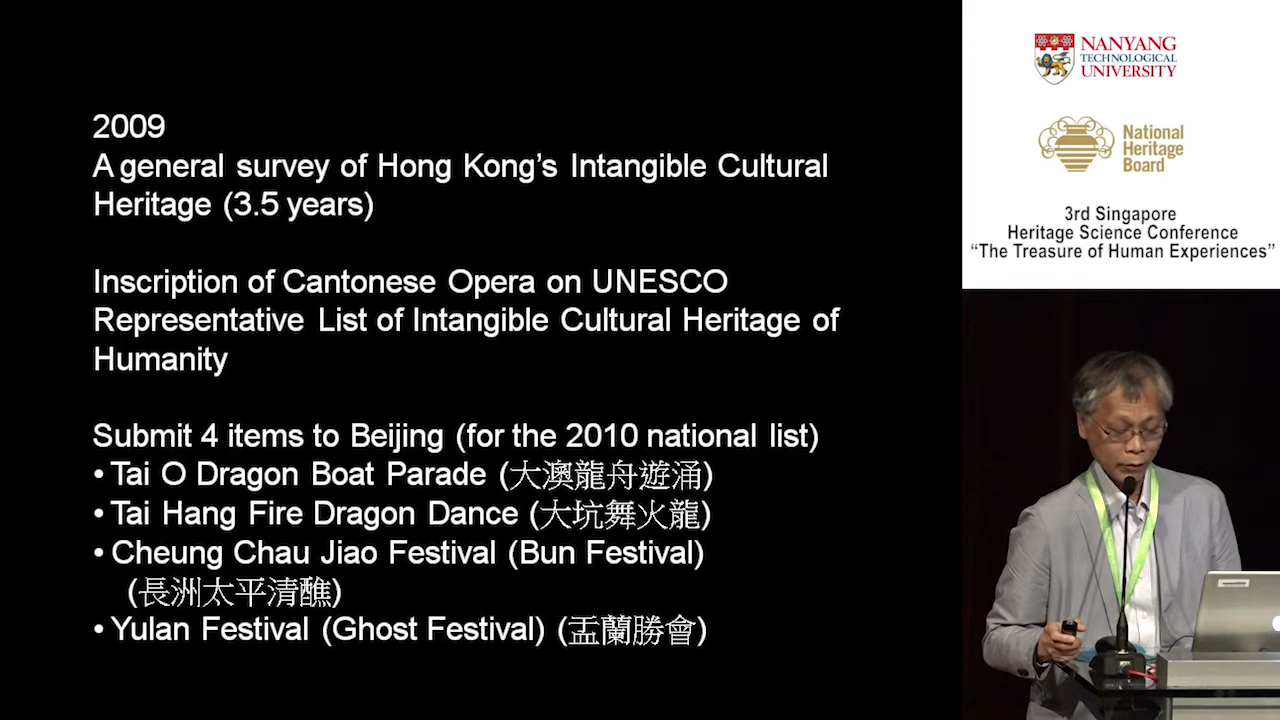 2009
A general survey of Hong Kong's Intangible Cultural
Heritage (3.5 years)
Inscription of Cantonese Opera on UNESCO
Representative List of Intangible Cultural Heritage of
Humanity
Submit 4 items to Beijing (for the 2010 national list)
• Tai O Dragon Boat Parade (大澳龍舟遊涌)
• Tai Hang Fire Dragon Dance (大坑舞火龍)
• Cheung Chau Jiao Festival (Bun Festival)
(長洲太平清醮)
• Yulan Festival (Ghost Festival) (盂蘭勝會)
NANYANG
TECHNOLOGICAL
UNIVERSITY
National
Heritage
Board
3rd Singapore
Heritage Science Conference
“The Treasure of Human Experiences”